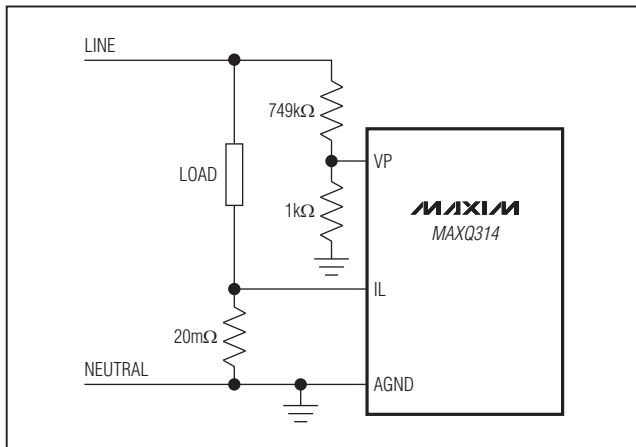 LINE
749kΩ
VP
LOAD
MAXIM
MAXQ314
1kΩ
IL
20mΩ
NEUTRAL
AGND